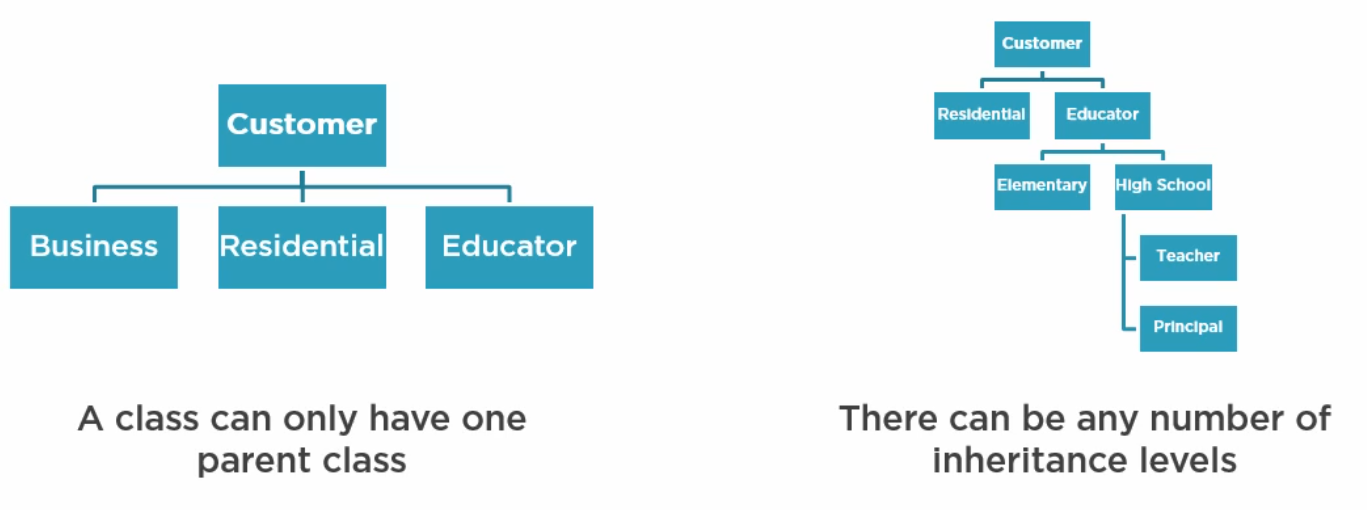 Customer
Business
Residential
Educator
A class can only have one
parent class
Customer
Residential
Educator
Elementary
High School
Teacher
Principal
There can be any number of
inheritance levels